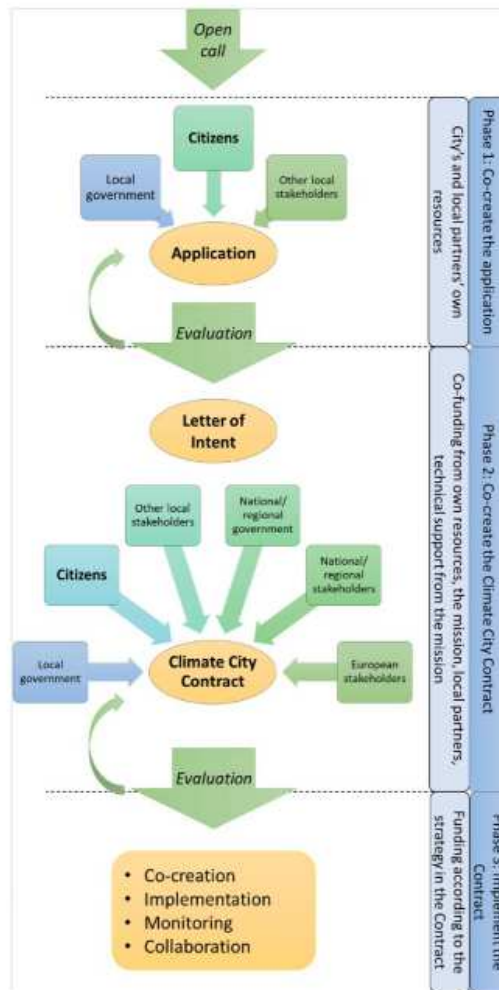 Open
call
Citizens
Local
government
Other local
stakeholders
Application
Evaluation
Phase 1: Co-create the application
City's and local partners' own
resources
Letter of
Intent
Other local
stakeholders
National/
regional
government
Citizens
National/
regional
stakeholders
Local
government
Climate City
Contract
European
stakeholders
Evaluation
Phase 2: Co-create the Climate City Contract
Co-funding from own resources, the mission, local partners,
technical support from the mission
• Co-creation
• Implementation
• Monitoring
• Collaboration
Phase 3: Implement the
Contract
Funding according to the
strategy in the Contract